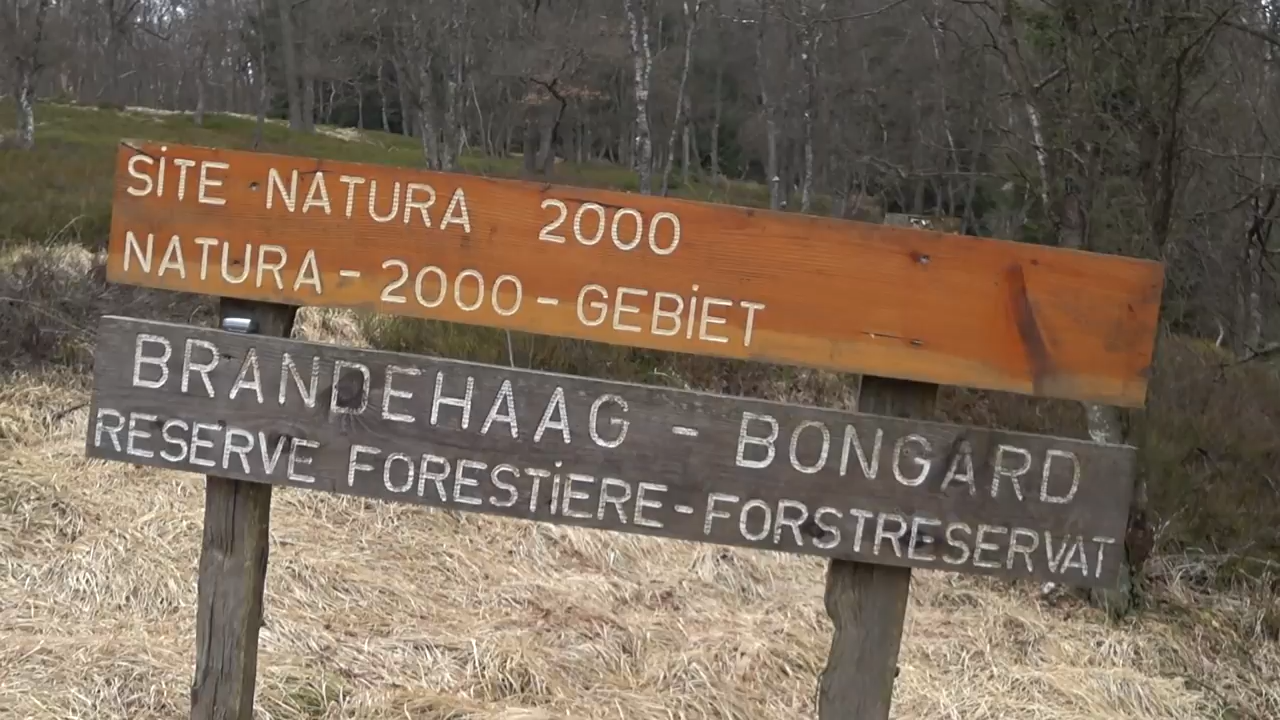 SiTE NATURA 2000
NATURA - 2000 - GEBiET
BRANDEHAAG - BONGARD
RESERVE FORESTiERE - FORSTRESERVAT